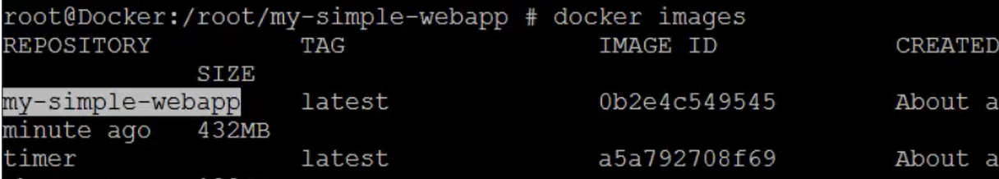 root@Docker:/root/my-simple-webapp # docker images
REPOSITORY TAG IMAGE ID CREATED
SIZE
my-simple-webapp latest 0b2e4c549545 About a
minute ago 432MB
timer latest a5a792708f69 About a